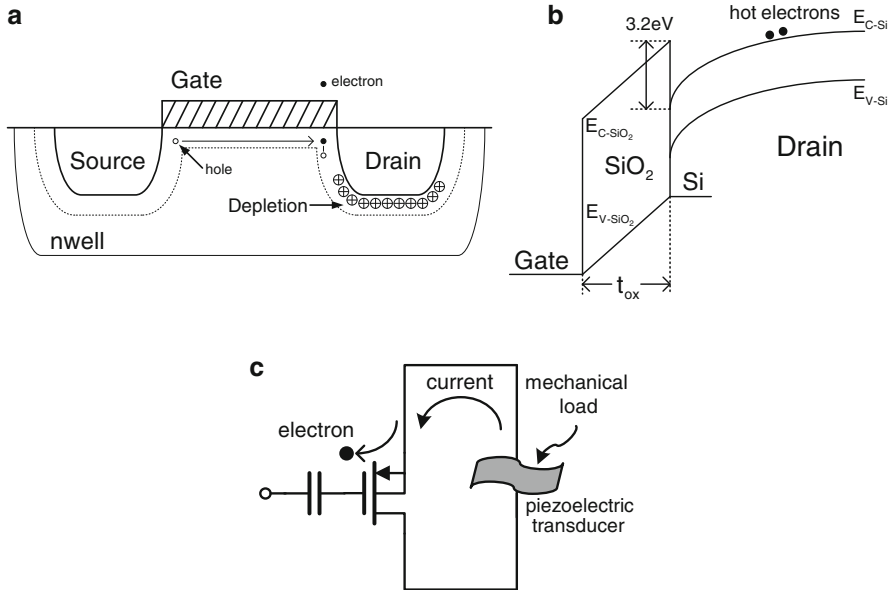 a
Gate
electron
Source
hole
Drain
Depletion
nwell
b
hot electrons
E_C-Si
3.2eV
E_V-Si
E_C-SiO₂
SiO₂
Drain
Si
E_V-SiO₂
Gate
t_ox
c
current
mechanical
load
electron
piezoelectric
transducer